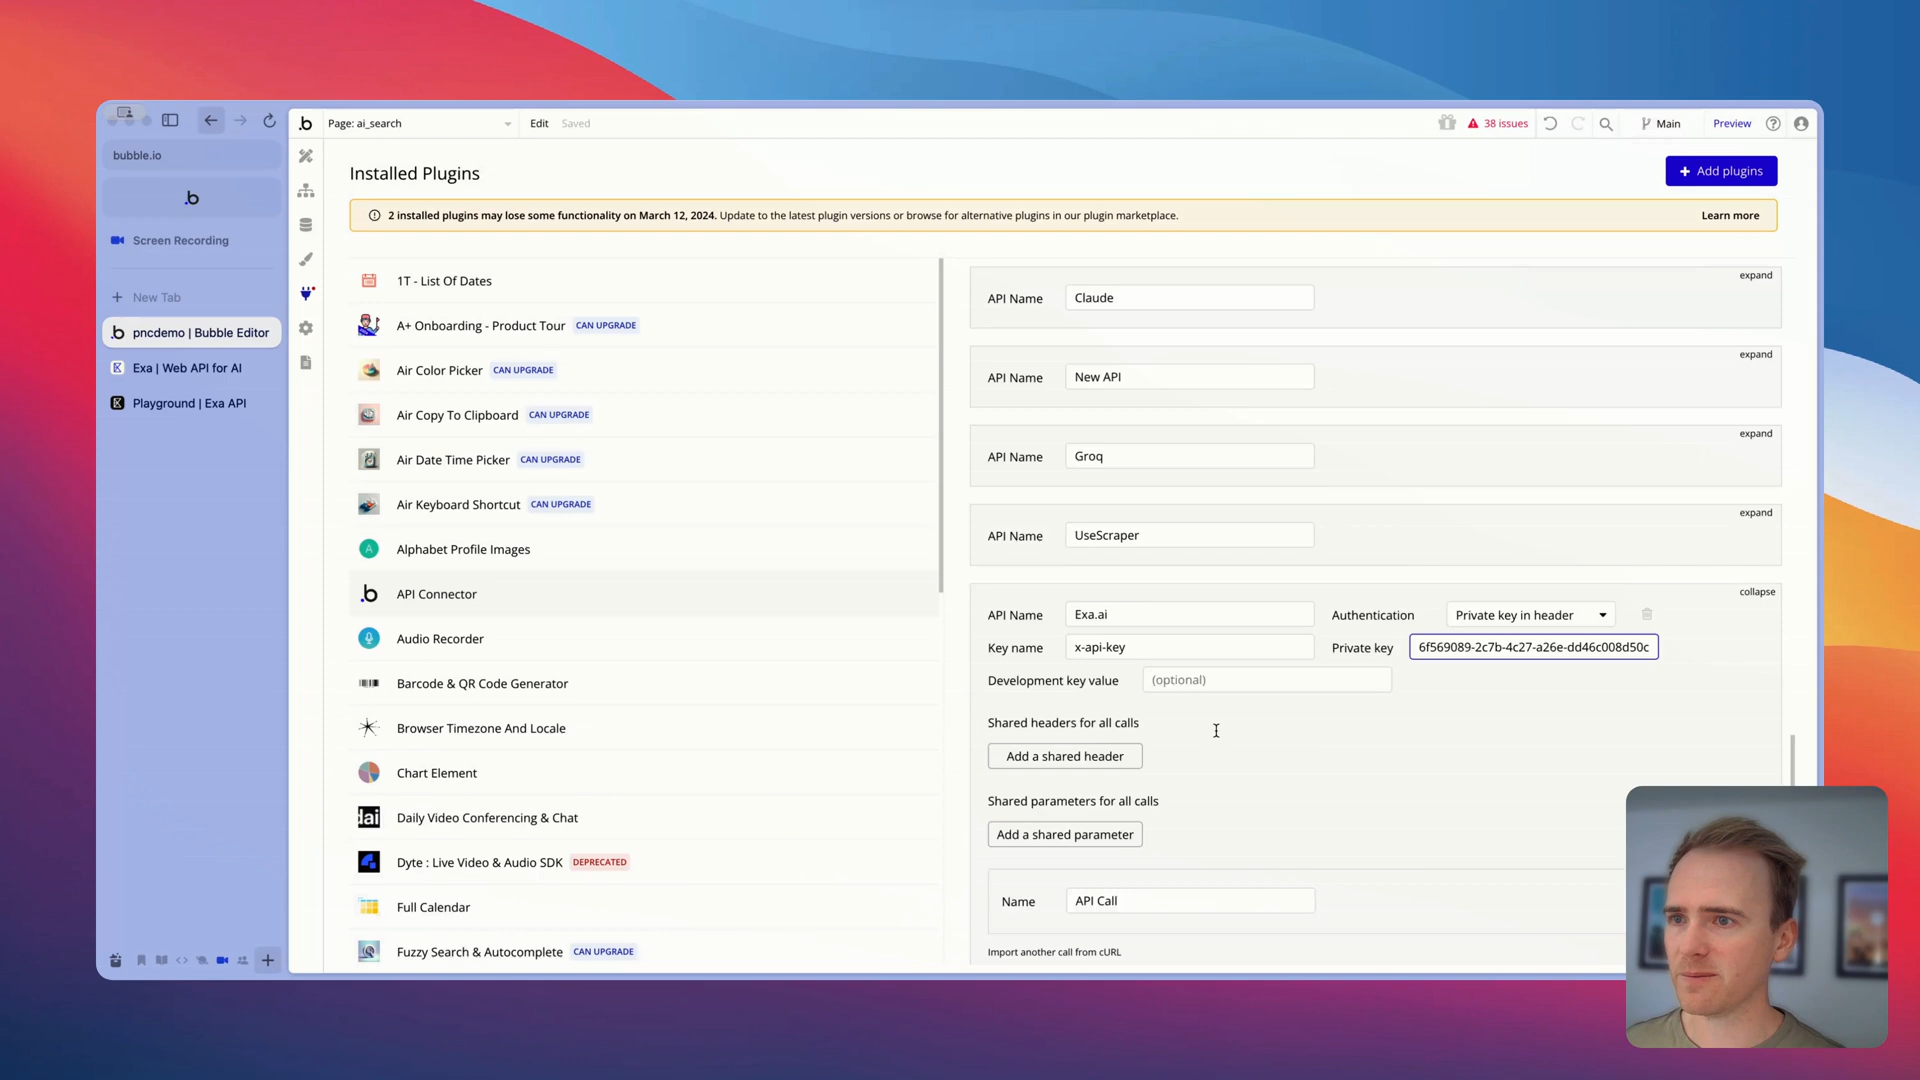 Page: ai_search
Edit
Saved
38 issues
Main
Preview
bubble.io
Screen Recording
New Tab
pncdemo | Bubble Editor
Exa | Web API for AI
Playground | Exa API
Installed Plugins
Add plugins
2 installed plugins may lose some functionality on March 12, 2024. Update to the latest plugin versions or browse for alternative plugins in our plugin marketplace.
Learn more
1T - List Of Dates
A+ Onboarding - Product Tour CAN UPGRADE
Air Color Picker CAN UPGRADE
Air Copy To Clipboard CAN UPGRADE
Air Date Time Picker CAN UPGRADE
Air Keyboard Shortcut CAN UPGRADE
Alphabet Profile Images
API Connector
Audio Recorder
Barcode & QR Code Generator
Browser Timezone And Locale
Chart Element
Daily Video Conferencing & Chat
Dyte : Live Video & Audio SDK DEPRECATED
Full Calendar
Fuzzy Search & Autocomplete CAN UPGRADE
expand
API Name Claude
expand
API Name New API
expand
API Name Groq
expand
API Name UseScraper
collapse
API Name Exa.ai Authentication Private key in header
Key name x-api-key Private key 6f569089-2c7b-4c27-a26e-dd46c008d50c
Development key value (optional)
Shared headers for all calls
Add a shared header
Shared parameters for all calls
Add a shared parameter
Name API Call
Import another call from cURL